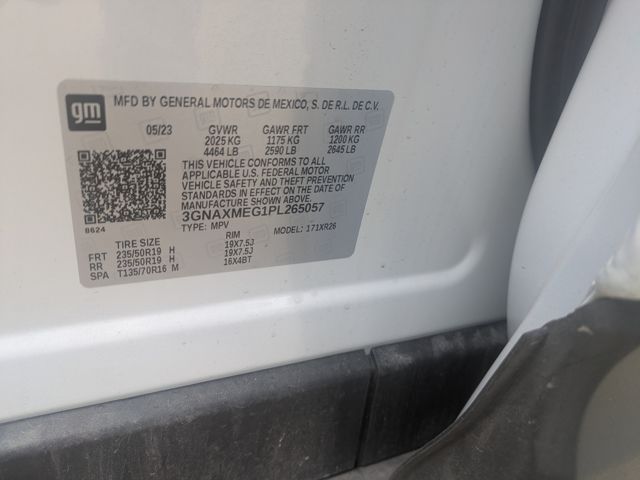 gm MFD BY GENERAL MOTORS DE MEXICO, S. DE R.L. DE C.V.
05/23 GVWR GAWR FRT GAWR RR
2025 KG 1175 KG 1200 KG
4464 LB 2590 LB 2645 LB
THIS VEHICLE CONFORMS TO ALL
APPLICABLE U.S. FEDERAL MOTOR
VEHICLE SAFETY AND THEFT PREVENTION
STANDARDS IN EFFECT ON THE DATE OF
MANUFACTURE SHOWN ABOVE.
3GNAXMEG1PL265057
8624 TYPE: MPV MODEL: 171XR26
TIRE SIZE RIM
FRT 235/50R19 H 19X7.5J
RR 235/50R19 H 19X7.5J
SPA T135/70R16 M 16X4BT